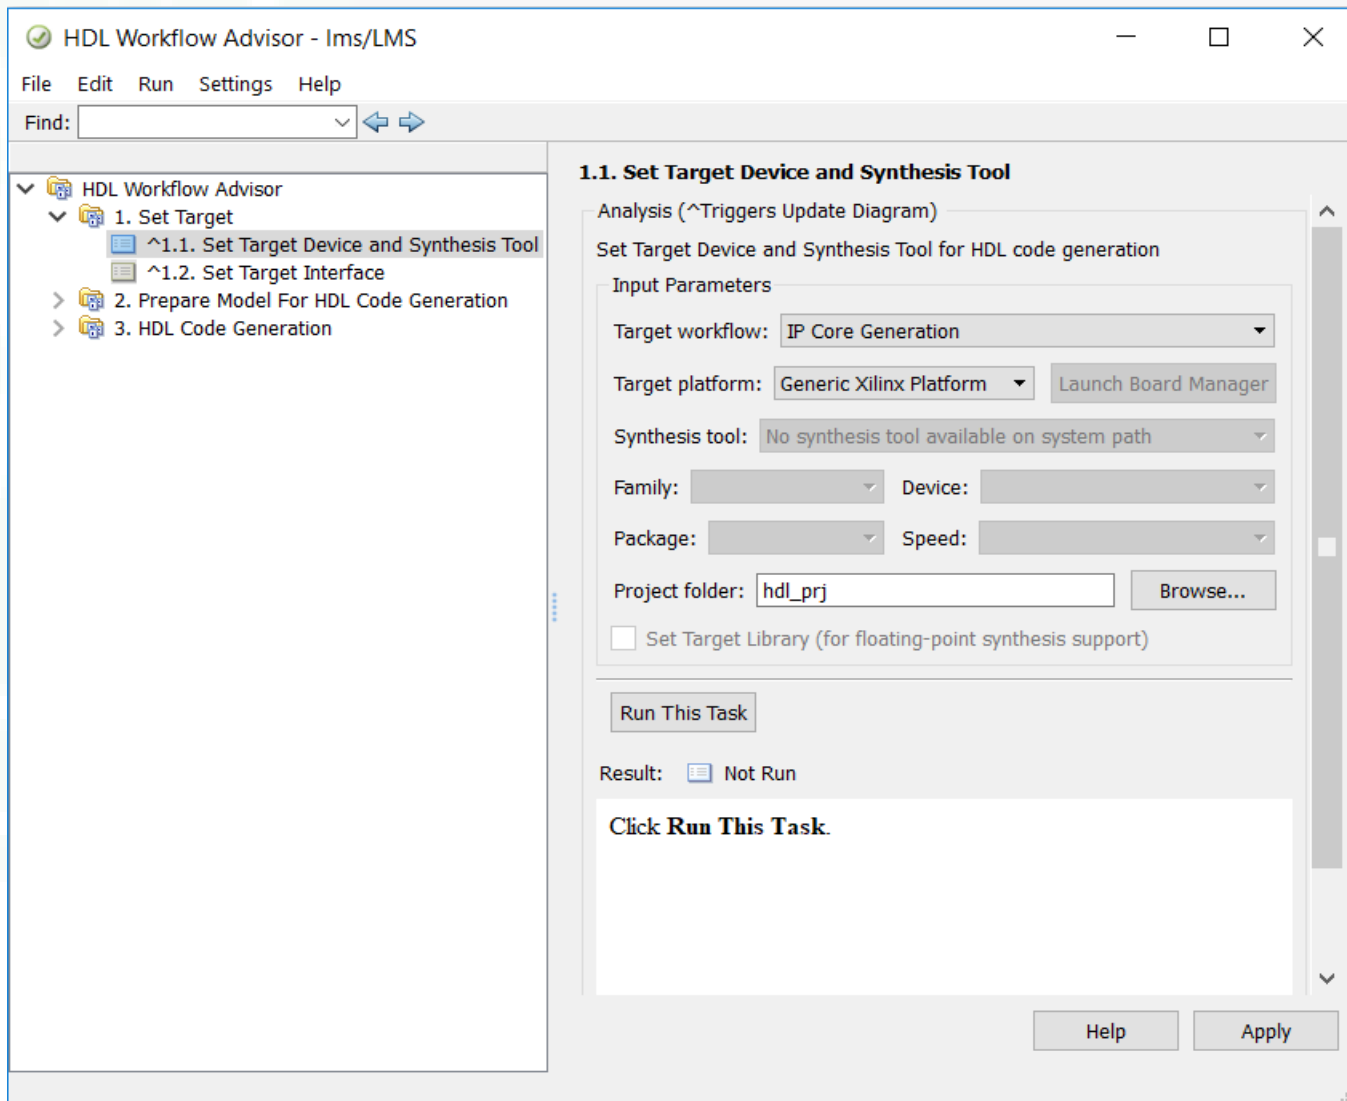 HDL Workflow Advisor - lms/LMS
File Edit Run Settings Help
Find:
HDL Workflow Advisor
1. Set Target
^1.1. Set Target Device and Synthesis Tool
^1.2. Set Target Interface
2. Prepare Model For HDL Code Generation
3. HDL Code Generation
1.1. Set Target Device and Synthesis Tool
Analysis (^Triggers Update Diagram)
Set Target Device and Synthesis Tool for HDL code generation
Input Parameters
Target workflow: IP Core Generation
Target platform: Generic Xilinx Platform Launch Board Manager
Synthesis tool: No synthesis tool available on system path
Family: Device:
Package: Speed:
Project folder: hdl_prj Browse...
Set Target Library (for floating-point synthesis support)
Run This Task
Result: Not Run
Click Run This Task.
Help Apply